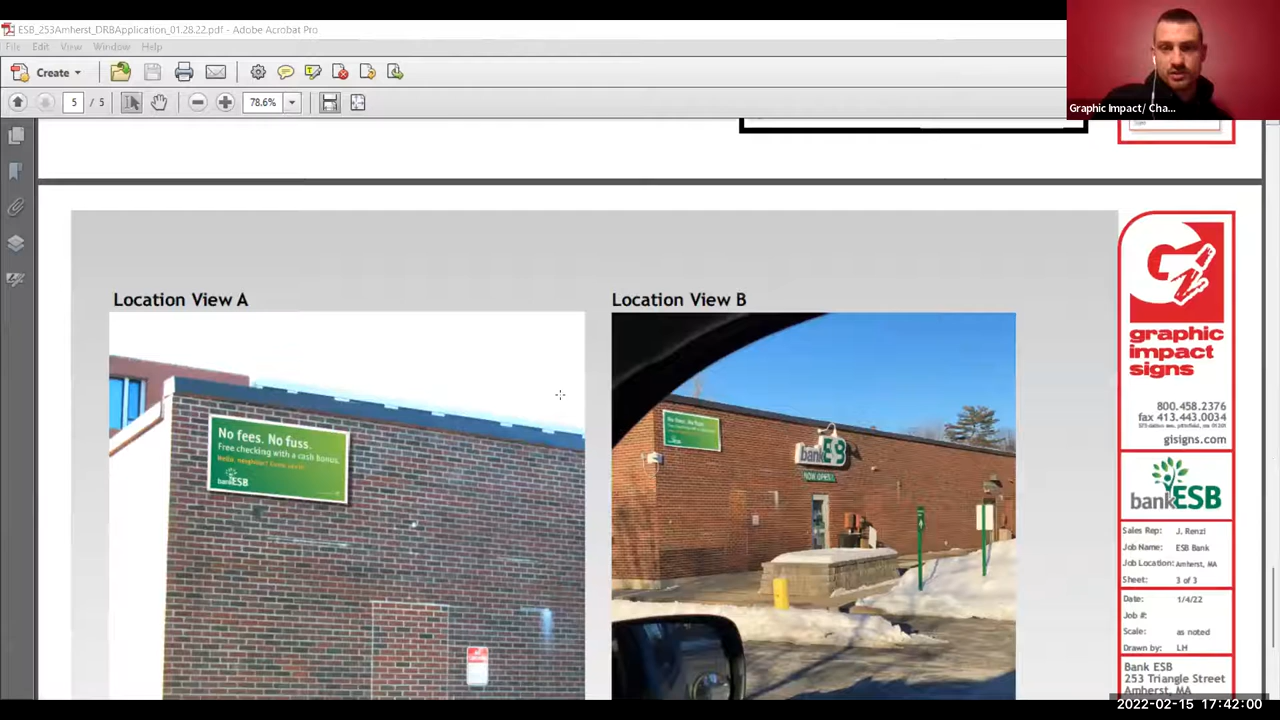 ESB_253Amherst_DRBApplication_01.28.22.pdf - Adobe Acrobat Pro
File Edit View Window Help
Create
5 / 5
78.6%
Graphic Impact/ Cha...
Location View A
Location View B
No fees. No fuss.
Free checking with a cash bonus.
bankESB
No fees. No fuss.
bankESB
NOW OPEN
graphic
impact
signs
800.458.2376
fax 413.443.0034
gisigns.com
bankESB
Sales Rep: J. Renzi
Job Name: ESB Bank
Job Location: Amherst, MA
Sheet: 3 of 3
Date: 1/4/22
Job #:
Scale: as noted
Drawn by: LH
Bank ESB
253 Triangle Street
Amherst, MA
2022-02-15 17:42:00